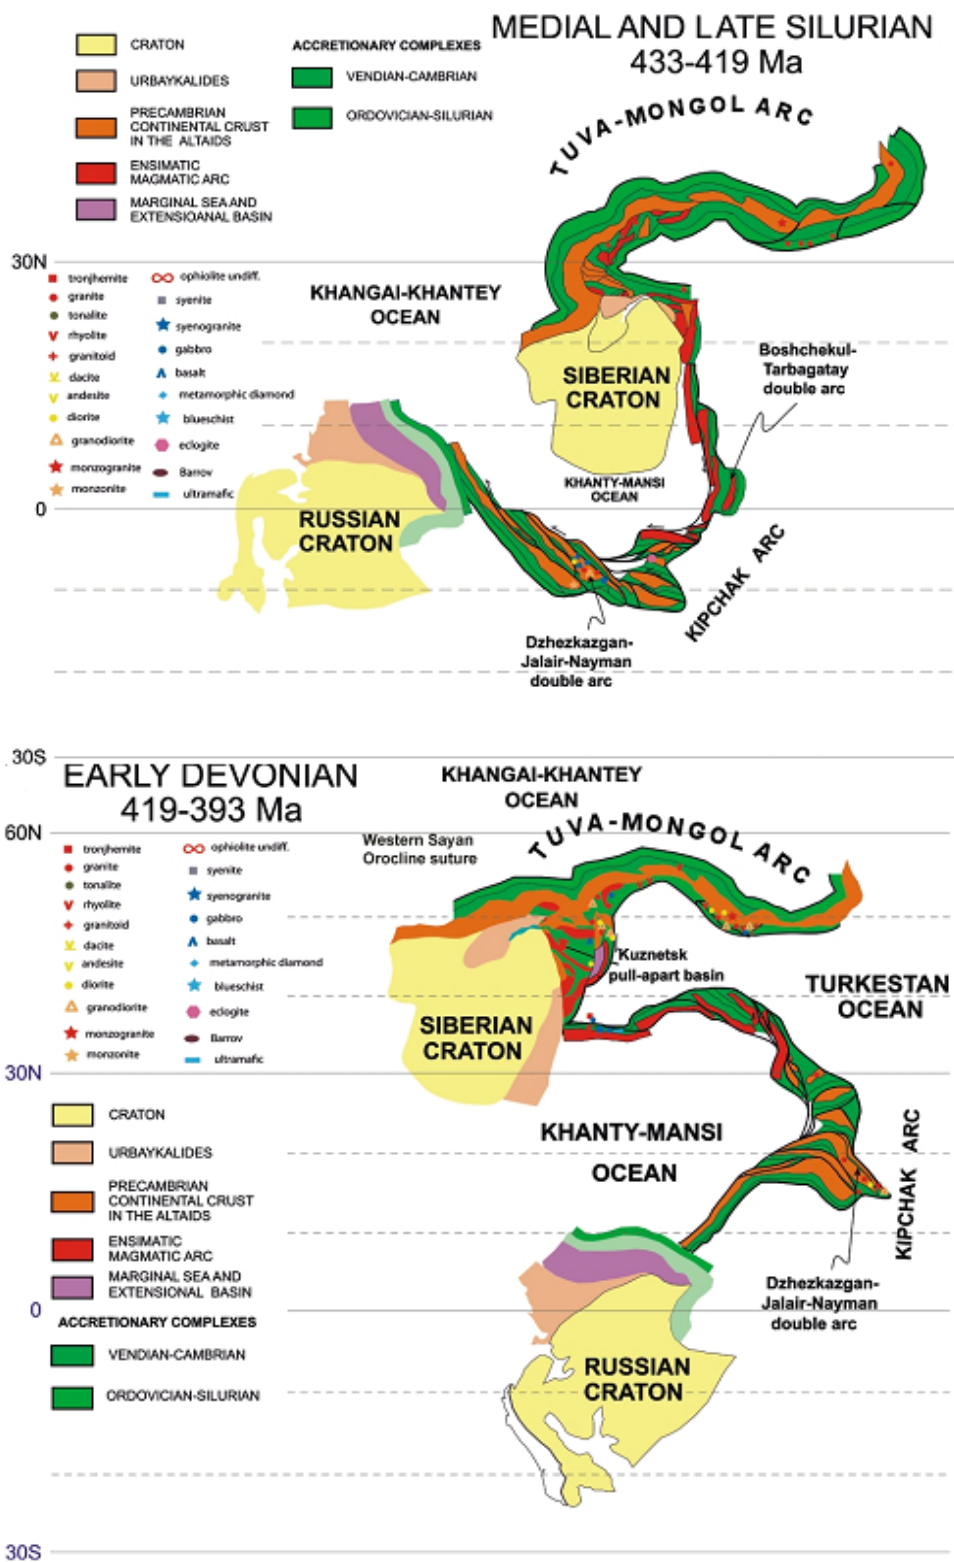 MEDIAL AND LATE SILURIAN
433-419 Ma
CRATON
URBAYKALIDES
PRECAMBRIAN
CONTINENTAL CRUST
IN THE ALTAIDS
ENSIMATIC
MAGMATIC ARC
MARGINAL SEA AND
EXTENSIOANAL BASIN
ACCRETIONARY COMPLEXES
VENDIAN-CAMBRIAN
ORDOVICIAN-SILURIAN
TUVA-MONGOL ARC
30N
tronjhemite
granite
tonalite
rhyolite
granitoid
dacite
andesite
diorite
granodiorite
monzogranite
monzonite
ophiolite undiff.
syenite
syenogranite
gabbro
basalt
metamorphic diamond
blueschist
eclogite
Barrov
ultramafic
KHANGAI-KHANTEY
OCEAN
SIBERIAN
CRATON
Boshchekul-
Tarbagatay
double arc
KHANTY-MANSI
OCEAN
0
RUSSIAN
CRATON
KIPCHAK ARC
Dzhezkazgan-
Jalair-Nayman
double arc
30S
EARLY DEVONIAN
419-393 Ma
KHANGAI-KHANTEY
OCEAN
60N
TUVA-MONGOL ARC
Western Sayan
Orocline suture
tronjhemite
granite
tonalite
rhyolite
granitoid
dacite
andesite
diorite
granodiorite
monzogranite
monzonite
ophiolite undiff.
syenite
syenogranite
gabbro
basalt
metamorphic diamond
blueschist
eclogite
Barrov
ultramafic
Kuznetsk
pull-apart basin
TURKESTAN
OCEAN
SIBERIAN
CRATON
30N
CRATON
URBAYKALIDES
PRECAMBRIAN
CONTINENTAL CRUST
IN THE ALTAIDS
ENSIMATIC
MAGMATIC ARC
MARGINAL SEA AND
EXTENSIONAL BASIN
ACCRETIONARY COMPLEXES
VENDIAN-CAMBRIAN
ORDOVICIAN-SILURIAN
KHANTY-MANSI
OCEAN
KIPCHAK ARC
Dzhezkazgan-
Jalair-Nayman
double arc
0
RUSSIAN
CRATON
30S